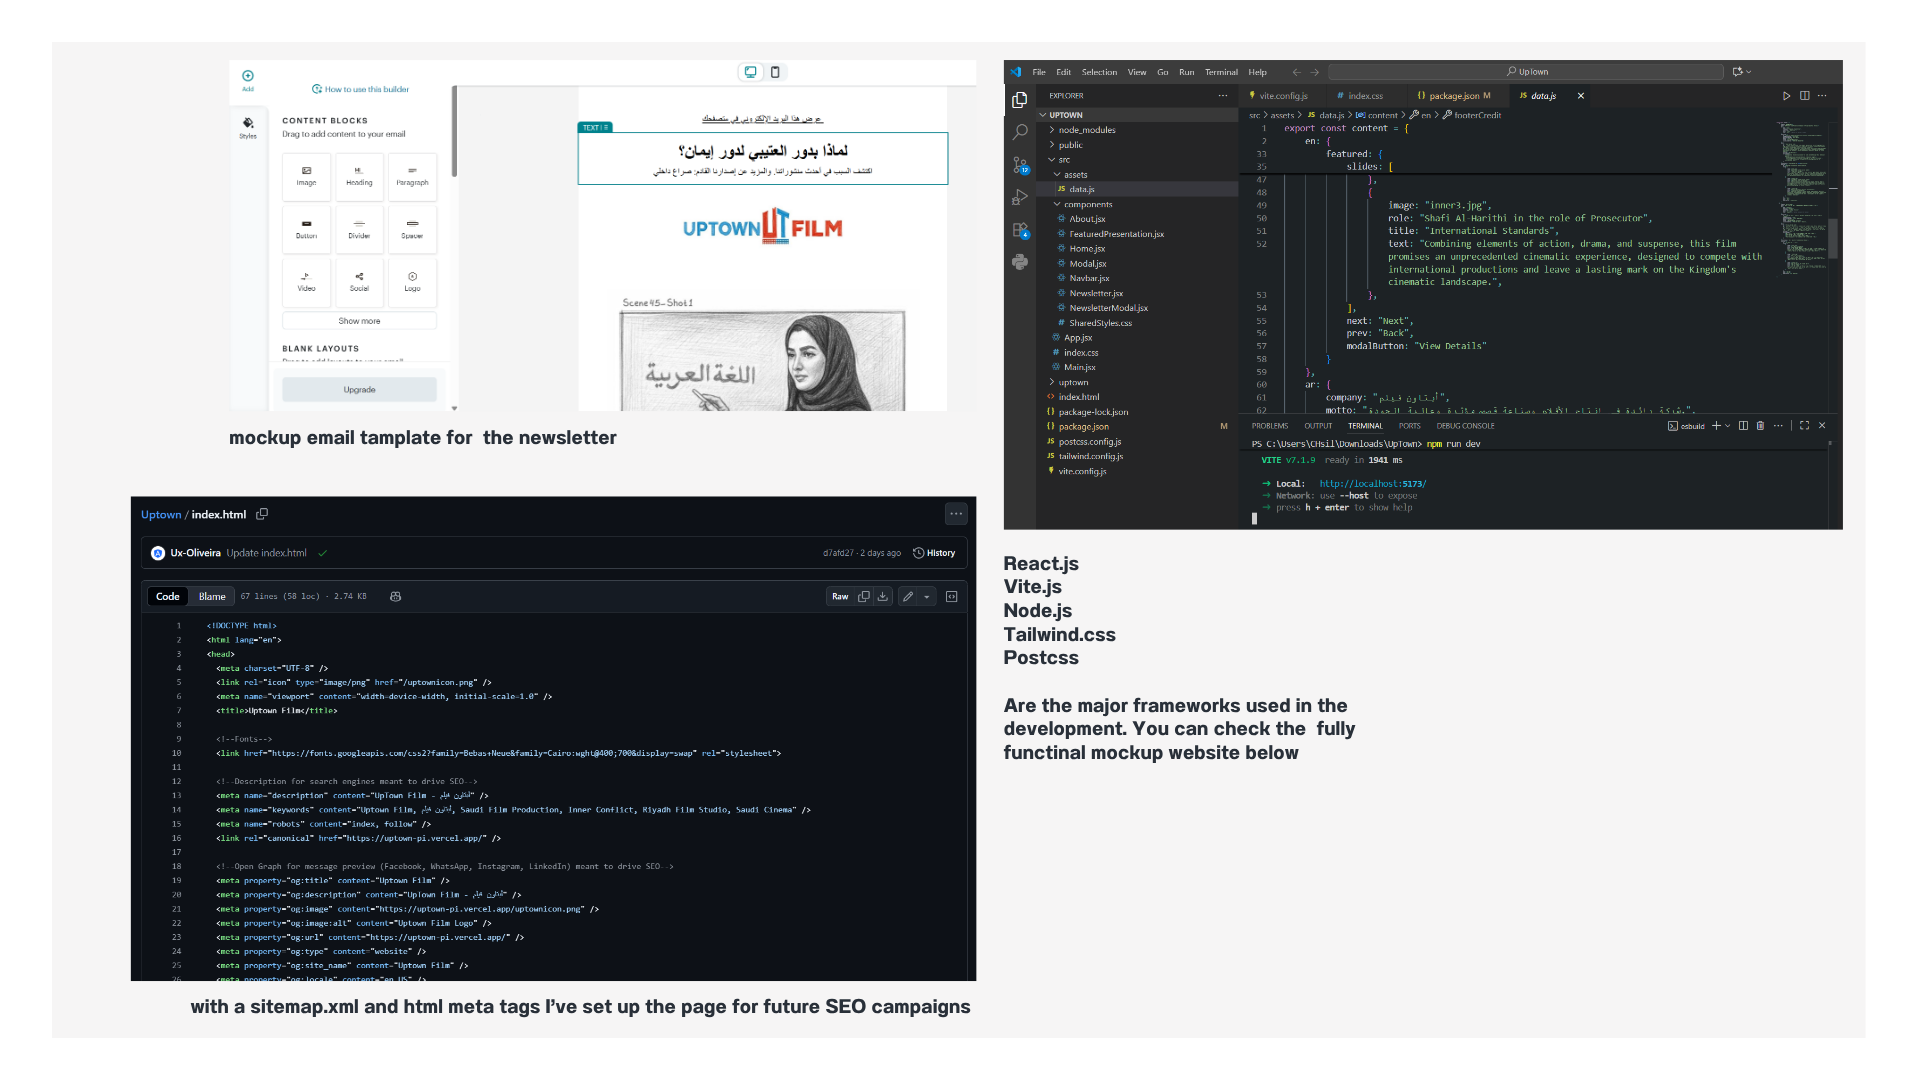 Add
Styles
How to use this builder
CONTENT BLOCKS
Drag to add content to your email
Image
Heading
Paragraph
Button
Divider
Spacer
Video
Social
Logo
Show more
BLANK LAYOUTS
Upgrade
عرض هذا البريد الإلكتروني في متصفحك
TEXT
لماذا بدور العتيبي لدور إيمان؟
اكتشف السبب في أحدث منشوراتنا. والمزيد عن إصدارنا القادم: صراع داخلي
UPTOWN UT FILM
Scene 45 - Shot 1
اللغة العربية
mockup email tamplate for the newsletter
Uptown / index.html
Ux-Oliveira Update index.html
d7afd27 · 2 days ago History
Code Blame 67 lines (58 loc) · 2.74 KB
Raw
1 <!DOCTYPE html>
2 <html lang="en">
3 <head>
4 <meta charset="UTF-8" />
5 <link rel="icon" type="image/png" href="/uptownicon.png" />
6 <meta name="viewport" content="width=device-width, initial-scale=1.0" />
7 <title>Uptown Film</title>
8
9 <!--Fonts-->
10 <link href="https://fonts.googleapis.com/css2?family=Bebas+Neue&family=Cairo:wght@400;700&display=swap" rel="stylesheet">
11
12 <!--Description for search engines meant to drive SEO-->
13 <meta name="description" content="UpTown Film - أبتاون فيلم" />
14 <meta name="keywords" content="Uptown Film, أبتاون فيلم, Saudi Film Production, Inner Conflict, Riyadh Film Studio, Saudi Cinema" />
15 <meta name="robots" content="index, follow" />
16 <link rel="canonical" href="https://uptown-pi.vercel.app/" />
17
18 <!--Open Graph for message preview (Facebook, WhatsApp, Instagram, LinkedIn) meant to drive SEO-->
19 <meta property="og:title" content="Uptown Film" />
20 <meta property="og:description" content="UpTown Film - أبتاون فيلم" />
21 <meta property="og:image" content="https://uptown-pi.vercel.app/uptownicon.png" />
22 <meta property="og:image:alt" content="Uptown Film Logo" />
23 <meta property="og:url" content="https://uptown-pi.vercel.app/" />
24 <meta property="og:type" content="website" />
25 <meta property="og:site_name" content="Uptown Film" />
26 <meta property="og:locale" content="en_US" />
with a sitemap.xml and html meta tags I've set up the page for future SEO campaigns
File Edit Selection View Go Run Terminal Help
UpTown
EXPLORER
UPTOWN
node_modules
public
src
assets
JS data.js
components
About.jsx
FeaturedPresentation.jsx
Home.jsx
Modal.jsx
Navbar.jsx
Newsletter.jsx
NewsletterModal.jsx
# SharedStyles.css
App.jsx
# index.css
Main.jsx
uptown
<> index.html
{} package-lock.json
{} package.json M
JS postcss.config.js
JS tailwind.config.js
vite.config.js
12
4
vite.config.js # index.css {} package.json M JS data.js
src > assets > JS data.js > content > en > footerCredit
1 export const content = {
2 en: {
33 featured: {
35 slides: [
47 },
48 {
49 image: "inner3.jpg",
50 role: "Shafi Al-Harithi in the role of Prosecutor",
51 title: "International Standards",
52 text: "Combining elements of action, drama, and suspense, this film
promises an unprecedented cinematic experience, designed to compete with
international productions and leave a lasting mark on the Kingdom's
cinematic landscape.",
53 },
54 ],
55 next: "Next",
56 prev: "Back",
57 modalButton: "View Details"
58 }
59 },
60 ar: {
61 company: "أبتاون فيلم",
62 motto:
PROBLEMS OUTPUT TERMINAL PORTS DEBUG CONSOLE
esbuild
PS C:\Users\CHsil\Downloads\UpTown> npm run dev
VITE v7.1.9 ready in 1941 ms
➜ Local: http://localhost:5173/
➜ Network: use --host to expose
➜ press h + enter to show help
React.js
Vite.js
Node.js
Tailwind.css
Postcss
Are the major frameworks used in the
development. You can check the fully
functinal mockup website below